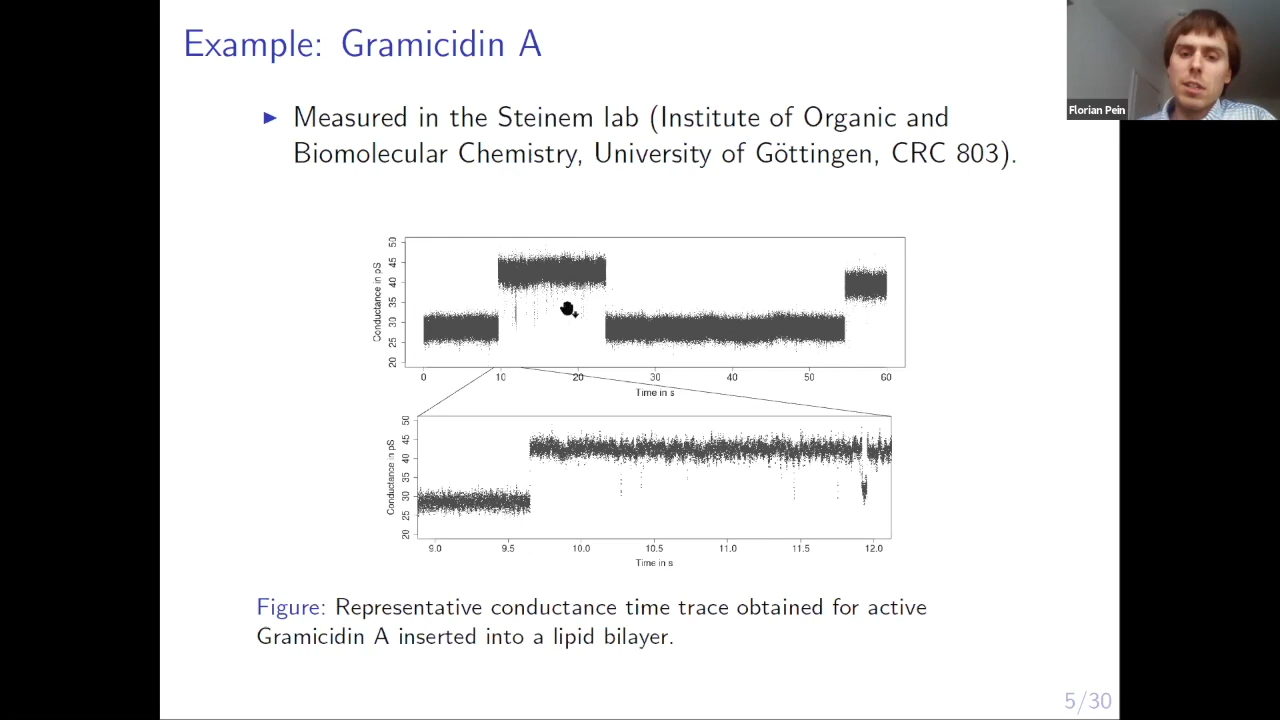 Example: Gramicidin A
Florian Pein
▶ Measured in the Steinem lab (Institute of Organic and
Biomolecular Chemistry, University of Göttingen, CRC 803).
Conductance in pS
50
45
40
35
30
25
20
0 10 20 30 40 50 60
Time in s
Conductance in pS
50
45
40
35
30
25
20
9.0 9.5 10.0 10.5 11.0 11.5 12.0
Time in s
Figure: Representative conductance time trace obtained for active
Gramicidin A inserted into a lipid bilayer.
5/30